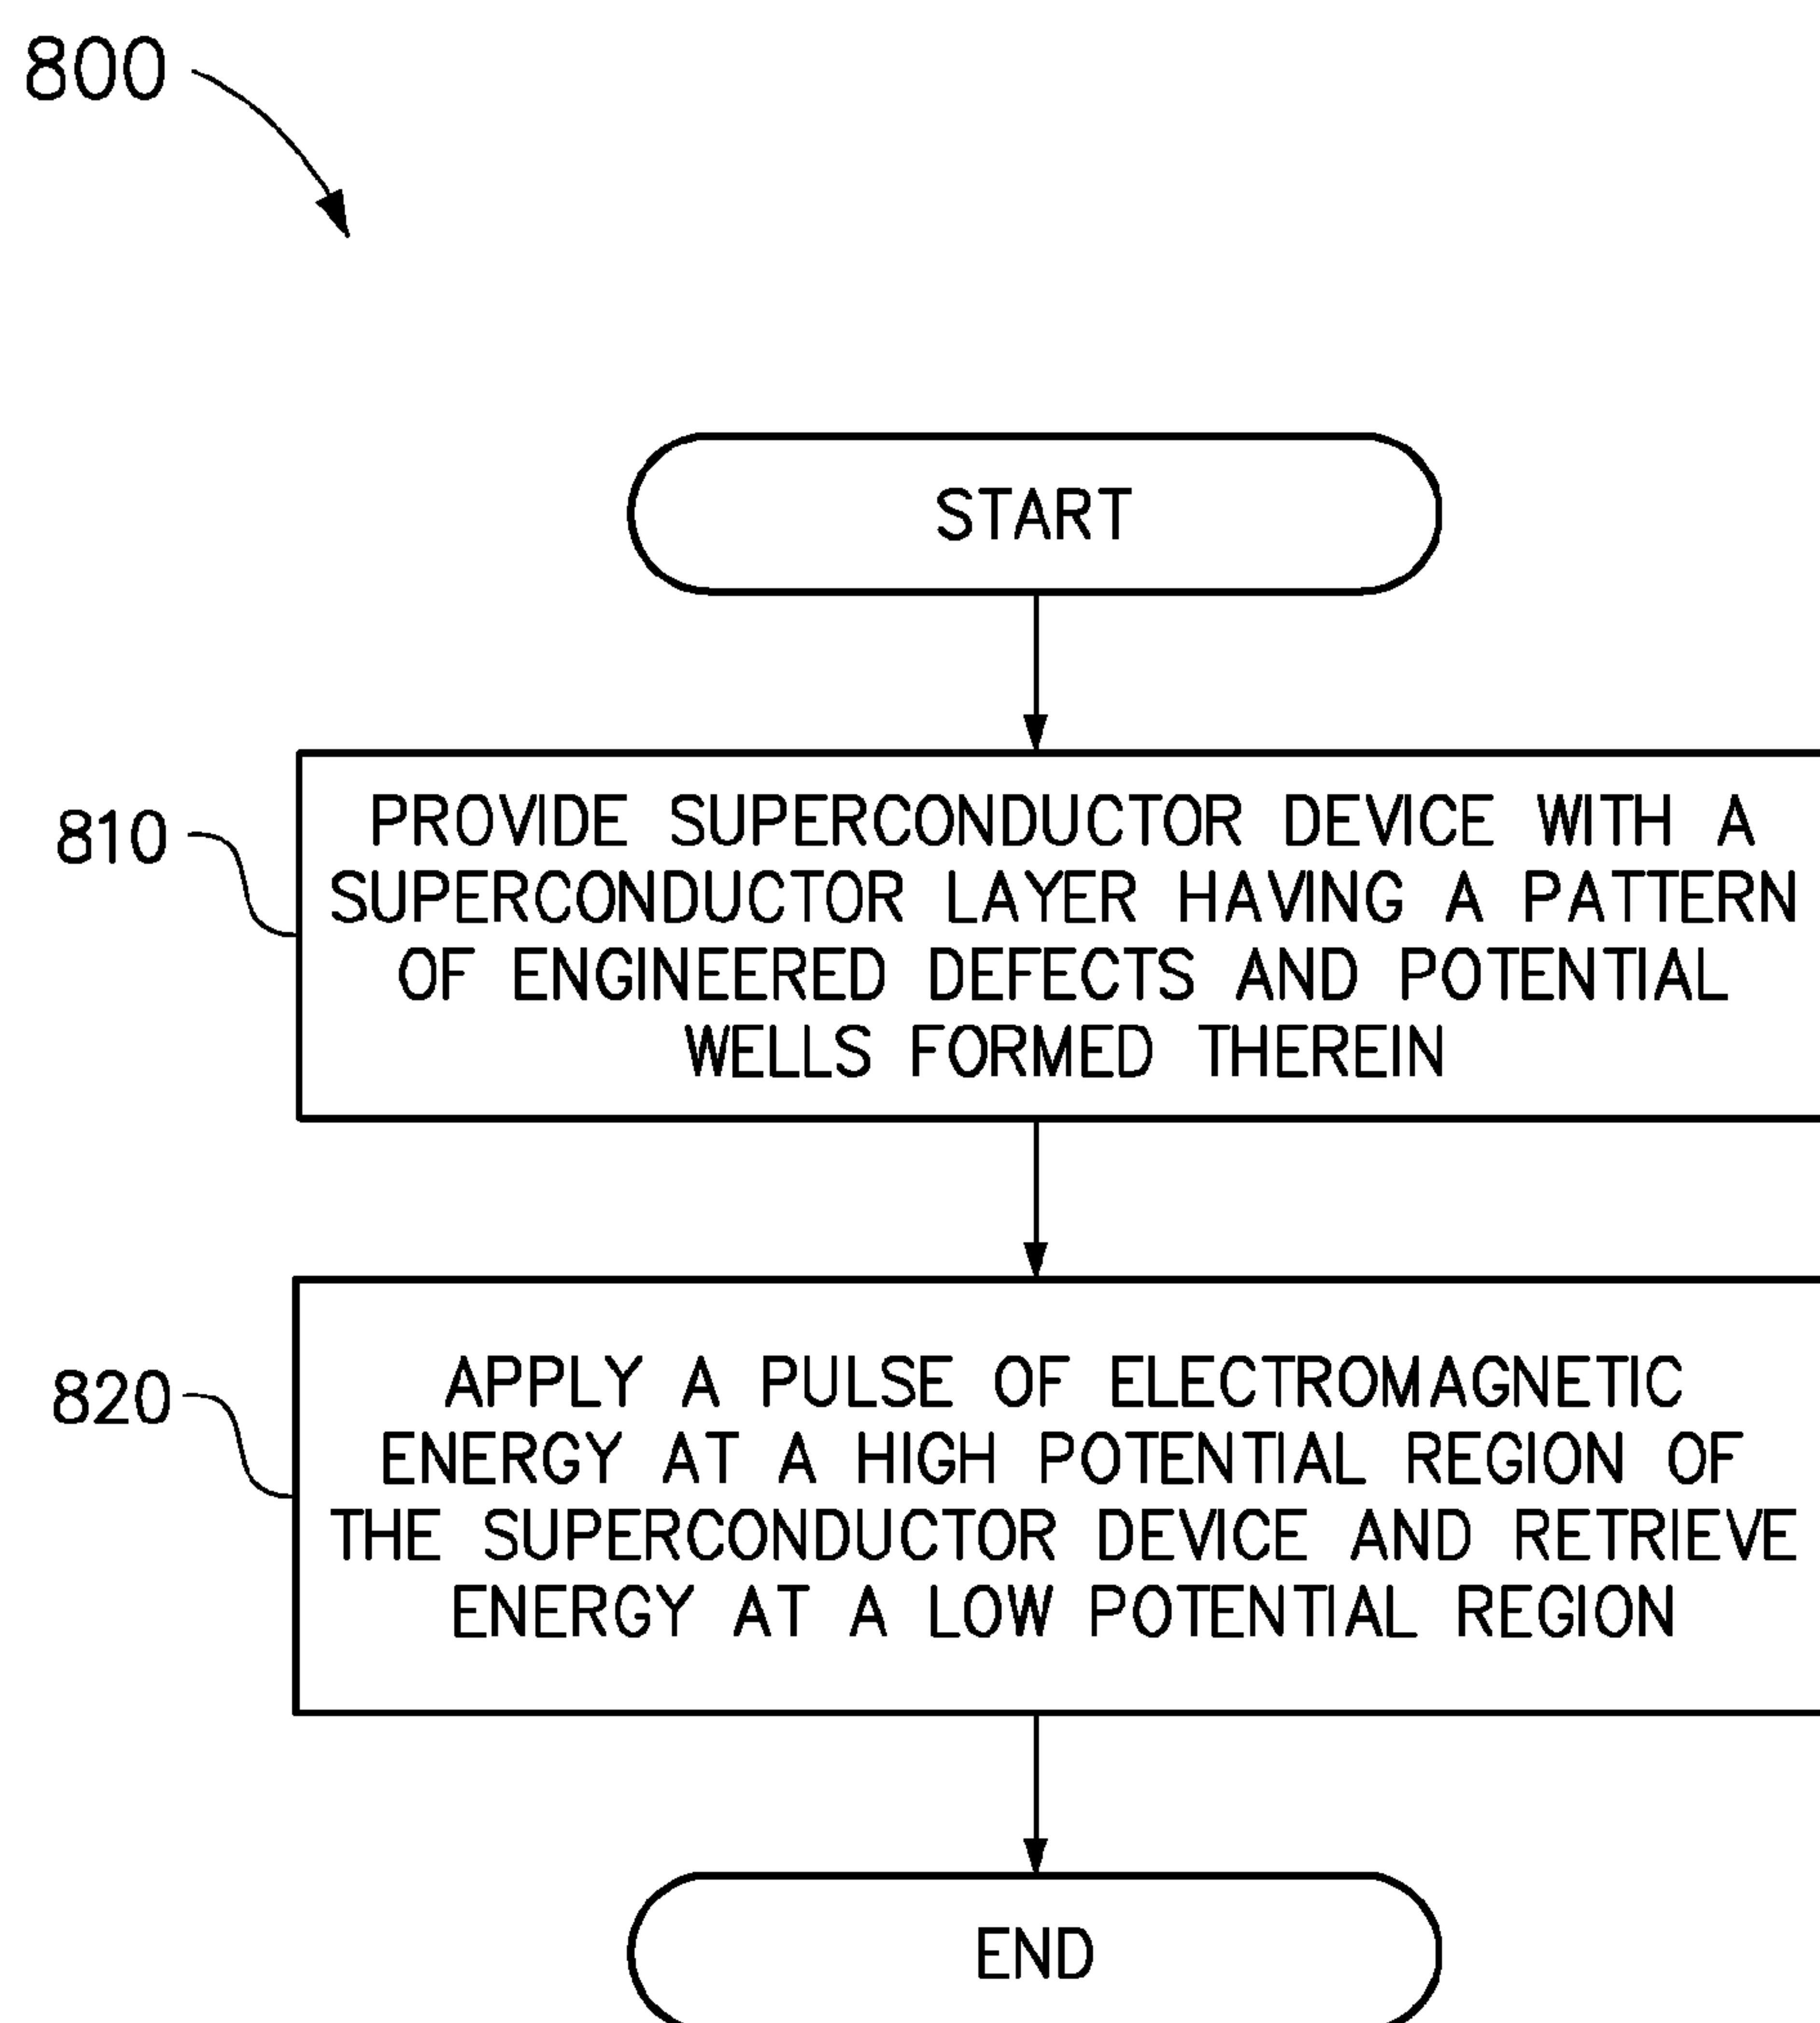 800
START
810
PROVIDE SUPERCONDUCTOR DEVICE WITH A
SUPERCONDUCTOR LAYER HAVING A PATTERN
OF ENGINEERED DEFECTS AND POTENTIAL
WELLS FORMED THEREIN
820
APPLY A PULSE OF ELECTROMAGNETIC
ENERGY AT A HIGH POTENTIAL REGION OF
THE SUPERCONDUCTOR DEVICE AND RETRIEVE
ENERGY AT A LOW POTENTIAL REGION
END